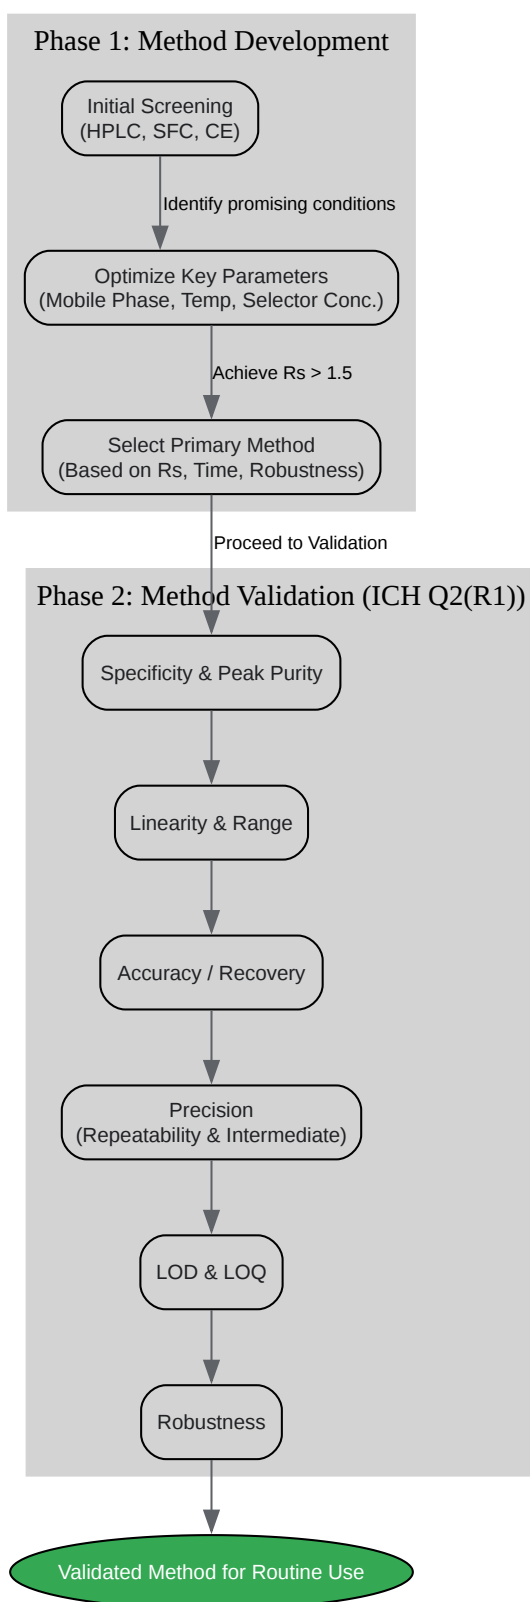 Phase 1: Method Development
Initial Screening
(HPLC, SFC, CE)
Identify promising conditions
Optimize Key Parameters
(Mobile Phase, Temp, Selector Conc.)
Achieve Rs > 1.5
Select Primary Method
(Based on Rs, Time, Robustness)
Proceed to Validation
Phase 2: Method Validation (ICH Q2(R1))
Specificity & Peak Purity
Linearity & Range
Accuracy / Recovery
Precision
(Repeatability & Intermediate)
LOD & LOQ
Robustness
Validated Method for Routine Use